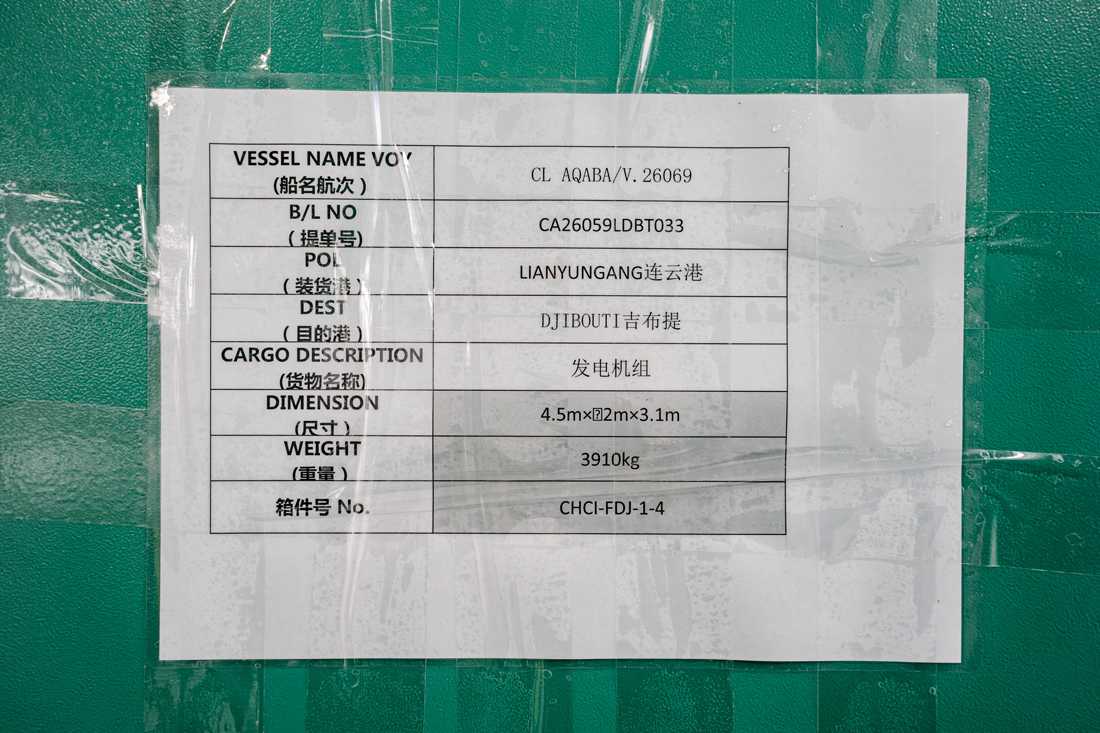 VESSEL NAME VOY
(船名航次 )
CL AQABA/V.26069
B/L NO
( 提单号)
CA26059LDBT033
POL
( 装货港 )
LIANYUNGANG连云港
DEST
( 目的港 )
DJIBOUTI吉布提
CARGO DESCRIPTION
(货物名称)
发电机组
DIMENSION
(尺寸 )
4.5m×2m×3.1m
WEIGHT
(重量 )
3910kg
箱件号 No.
CHCI-FDJ-1-4